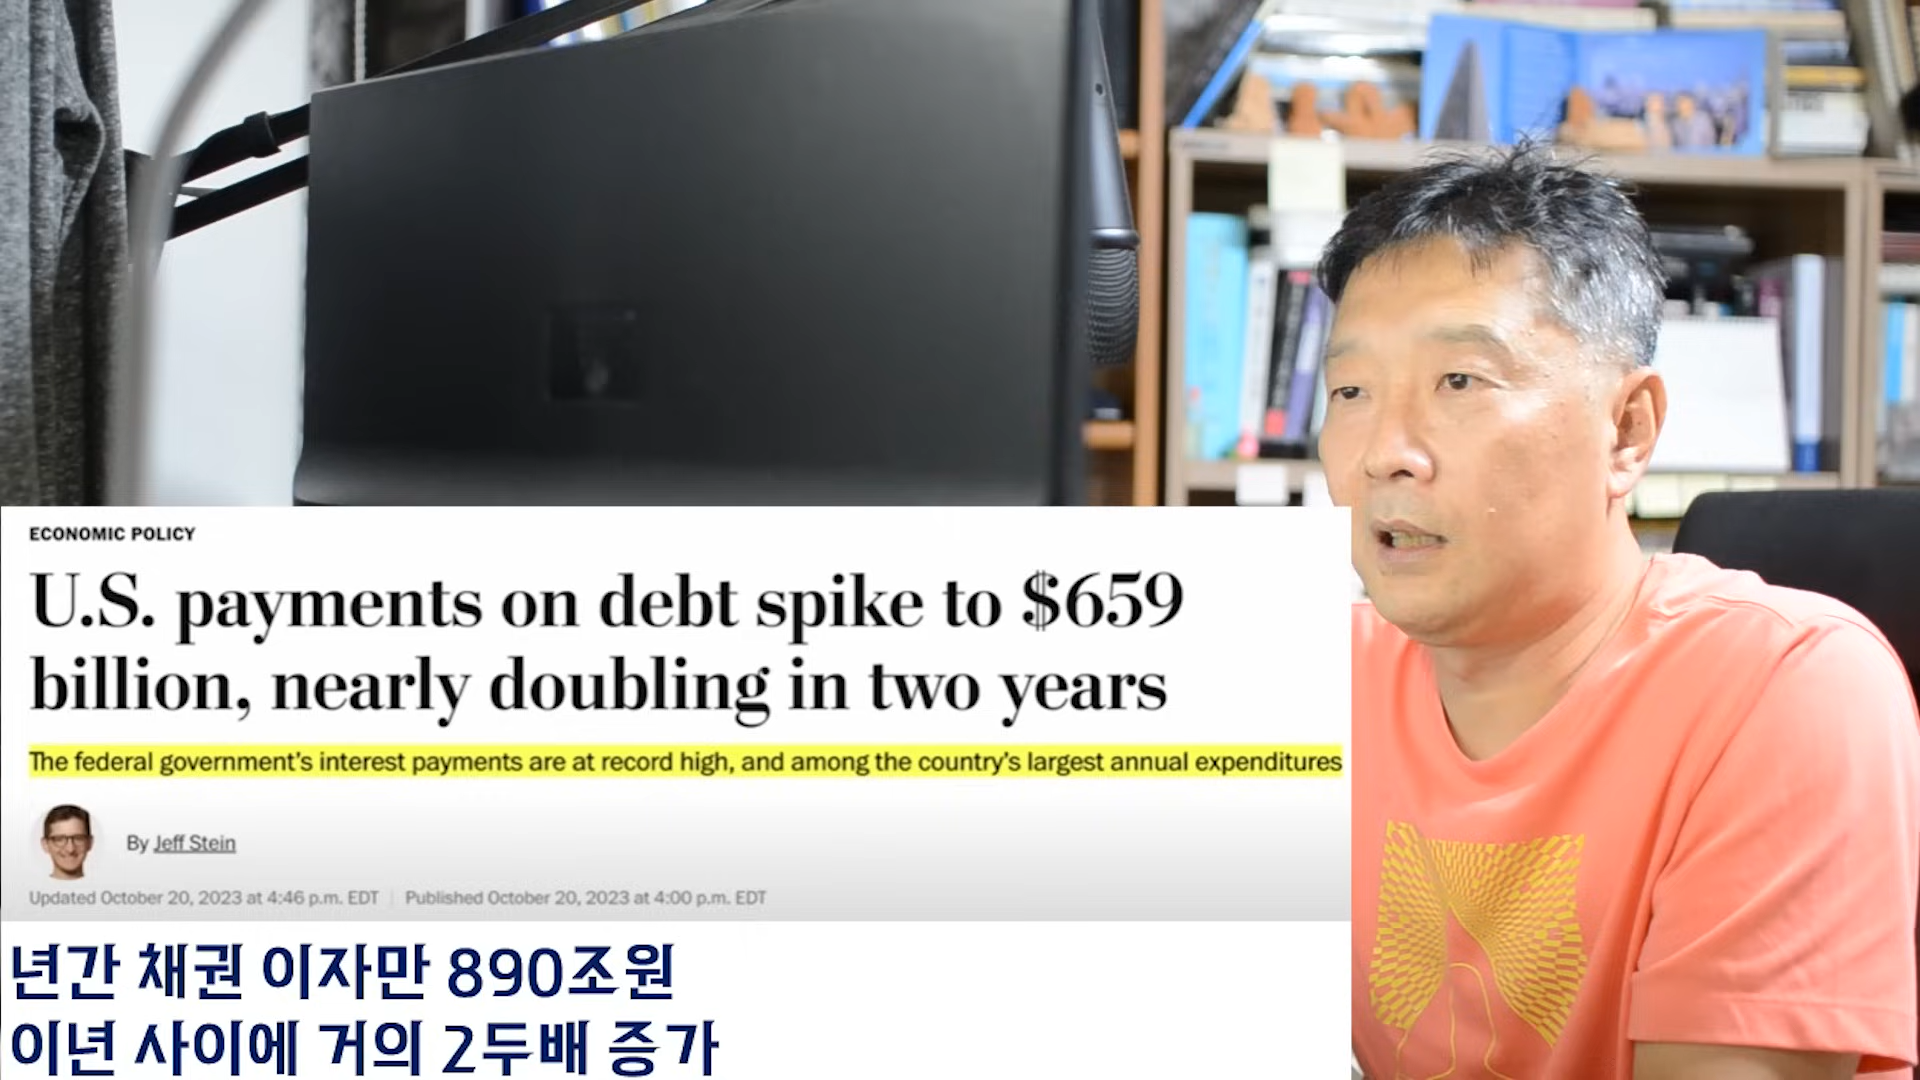 ECONOMIC POLICY
U.S. payments on debt spike to $659
billion, nearly doubling in two years
The federal government's interest payments are at record high, and among the country's largest annual expenditures
By Jeff Stein
Updated October 20, 2023 at 4:46 p.m. EDT | Published October 20, 2023 at 4:00 p.m. EDT
년간 채권 이자만 890조원
이년 사이에 거의 2두배 증가